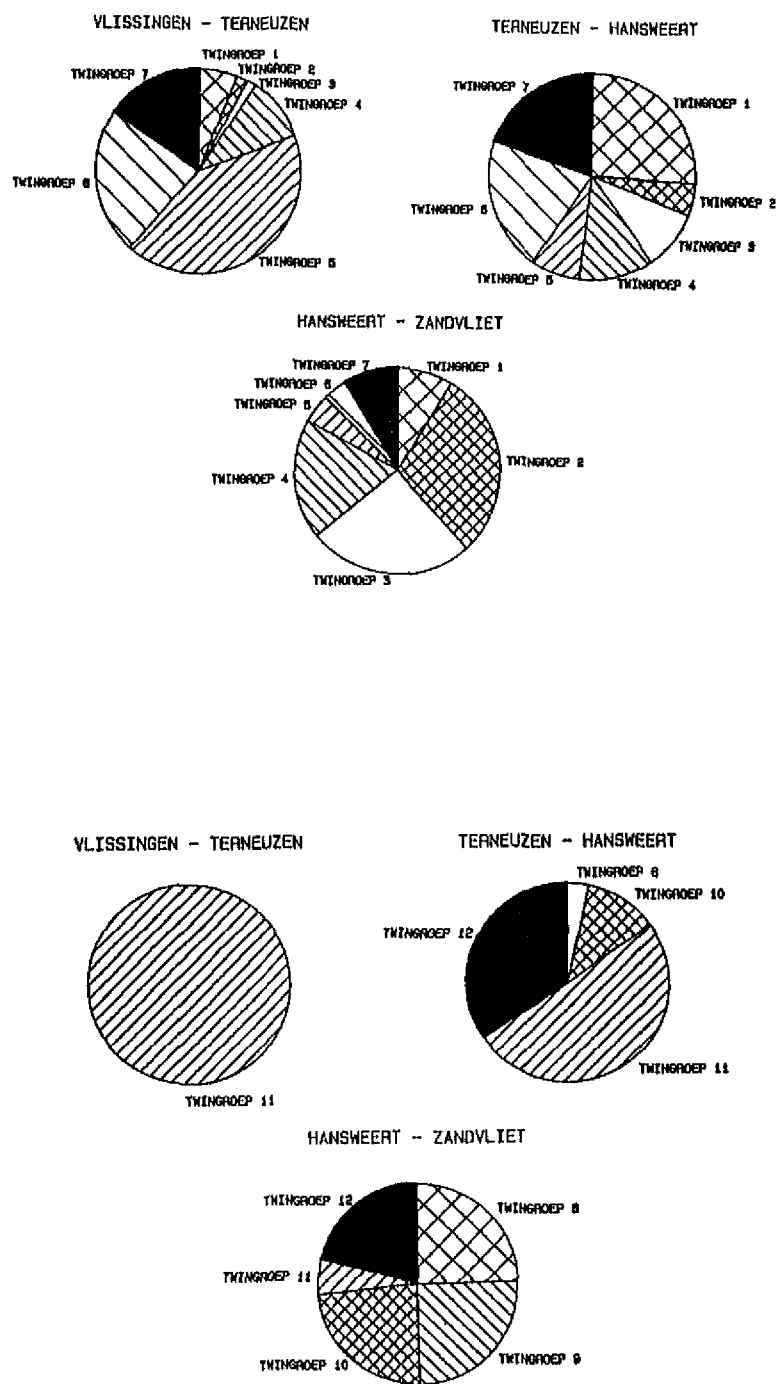 VLISSINGEN - TERNEUZEN
TWINGROEP 1
TWINGROEP 2
TWINGROEP 3
TWINGROEP 4
TWINGROEP 5
TWINGROEP 6
TWINGROEP 7
TERNEUZEN - HANSWEERT
TWINGROEP 1
TWINGROEP 2
TWINGROEP 3
TWINGROEP 4
TWINGROEP 5
TWINGROEP 6
TWINGROEP 7
HANSWEERT - ZANDVLIET
TWINGROEP 1
TWINGROEP 2
TWINGROEP 3
TWINGROEP 4
TWINGROEP 5
TWINGROEP 6
TWINGROEP 7
VLISSINGEN - TERNEUZEN
TWINGROEP 11
TERNEUZEN - HANSWEERT
TWINGROEP 8
TWINGROEP 10
TWINGROEP 11
TWINGROEP 12
HANSWEERT - ZANDVLIET
TWINGROEP 8
TWINGROEP 9
TWINGROEP 10
TWINGROEP 11
TWINGROEP 12